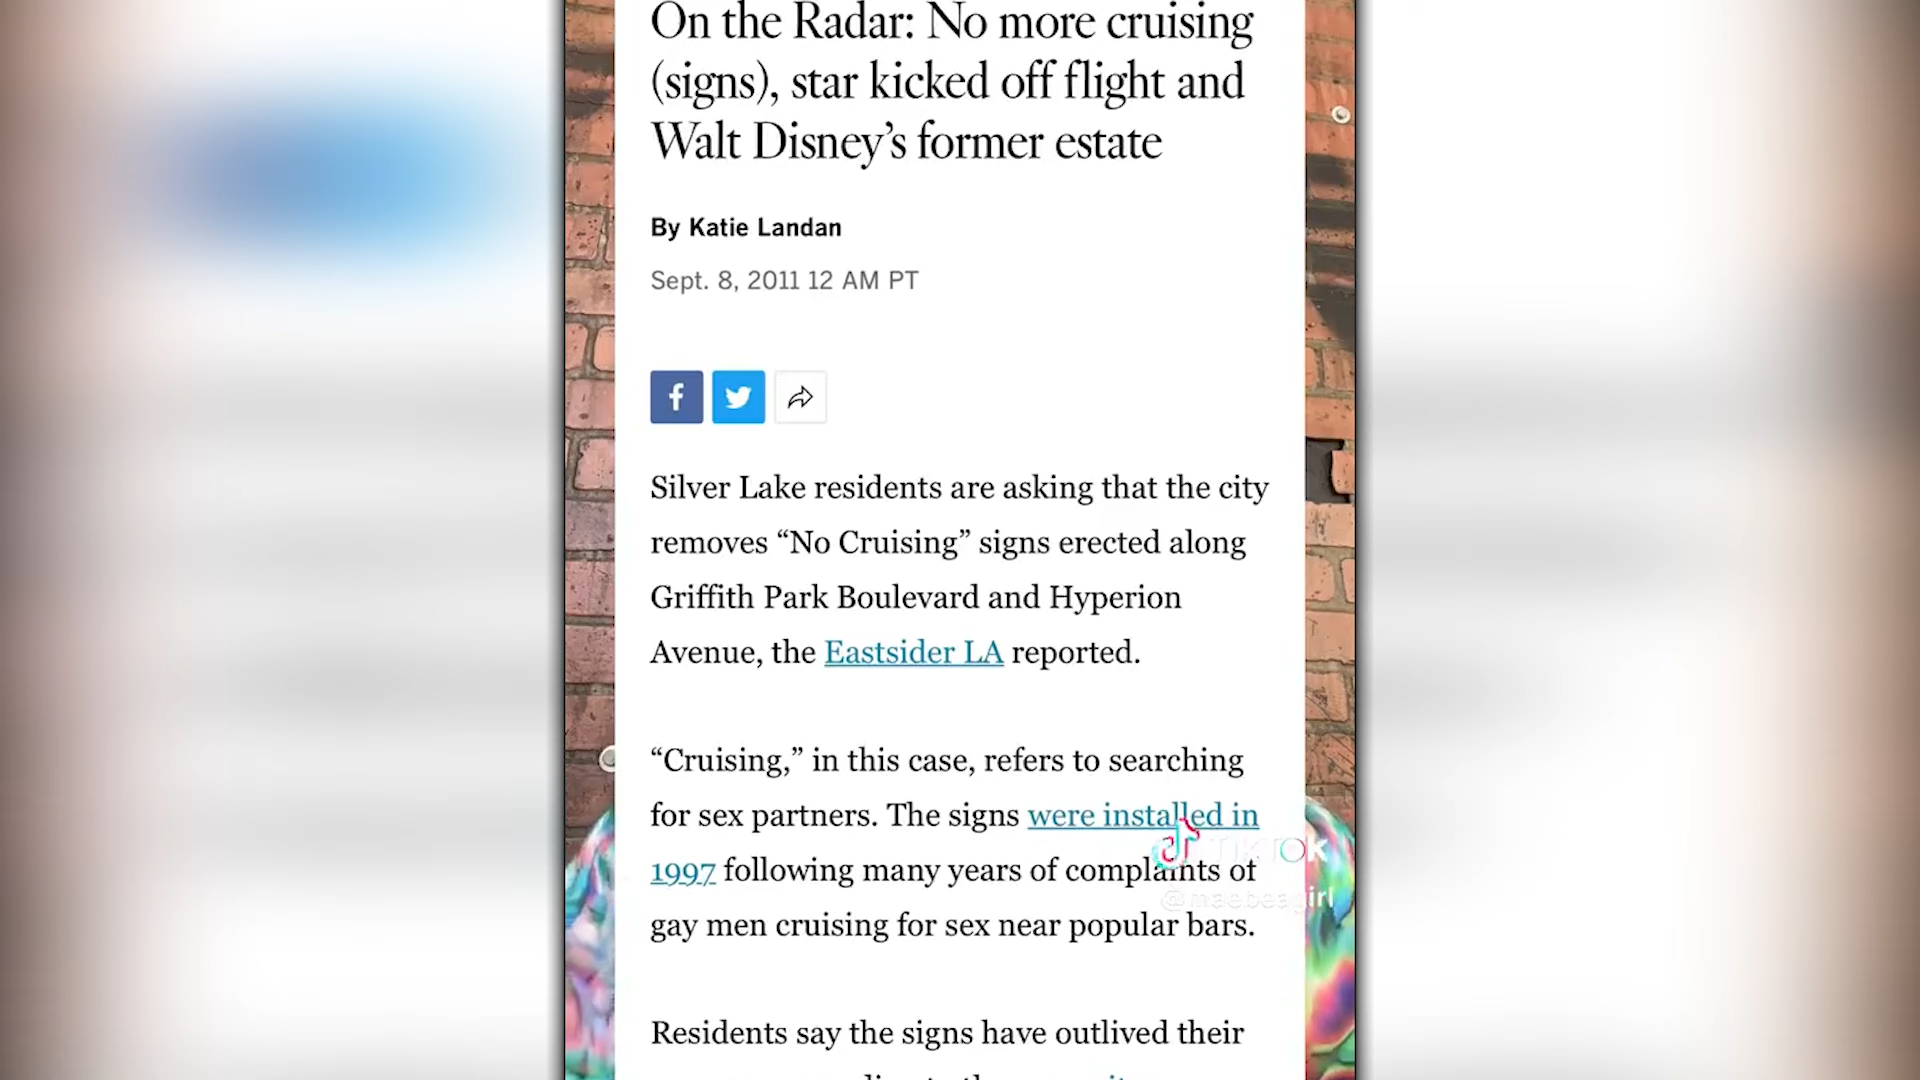 On the Radar: No more cruising
(signs), star kicked off flight and
Walt Disney’s former estate
By Katie Landan
Sept. 8, 2011 12 AM PT
Silver Lake residents are asking that the city
removes “No Cruising” signs erected along
Griffith Park Boulevard and Hyperion
Avenue, the Eastsider LA reported.
“Cruising,” in this case, refers to searching
for sex partners. The signs were installed in
1997 following many years of complaints of
gay men cruising for sex near popular bars.
TikTok
@maebeagirl
Residents say the signs have outlived their